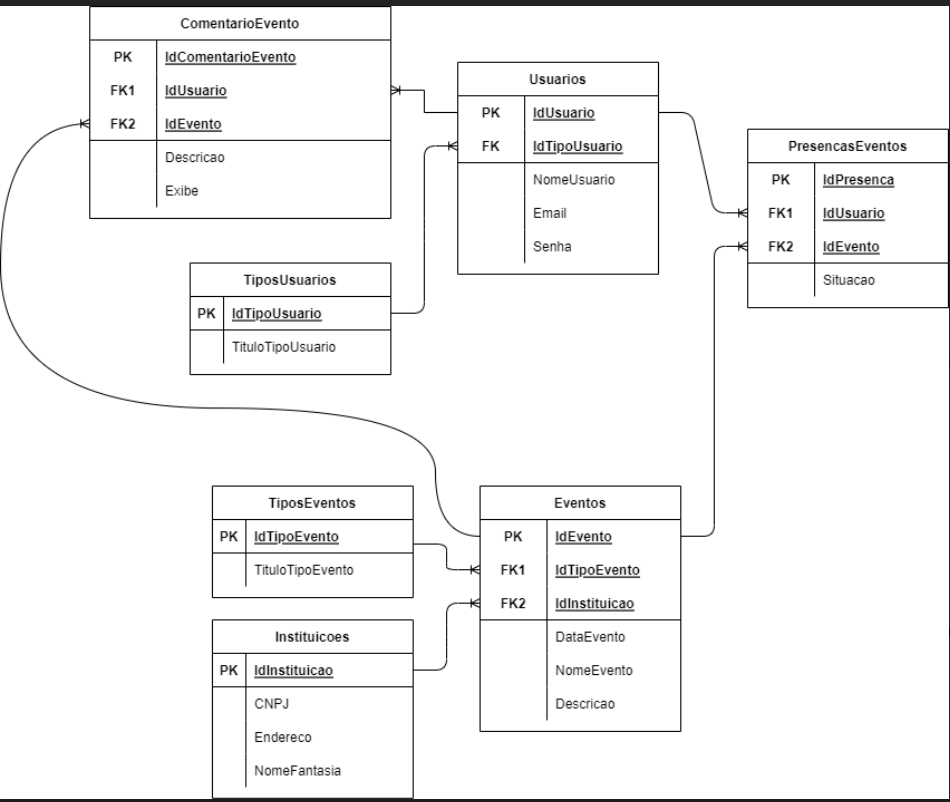 ComentarioEvento
PK IdComentarioEvento
FK1 IdUsuario
FK2 IdEvento
Descricao
Exibe
Usuarios
PK IdUsuario
FK IdTipoUsuario
NomeUsuario
Email
Senha
PresencasEventos
PK IdPresenca
FK1 IdUsuario
FK2 IdEvento
Situacao
TiposUsuarios
PK IdTipoUsuario
TituloTipoUsuario
TiposEventos
PK IdTipoEvento
TituloTipoEvento
Eventos
PK IdEvento
FK1 IdTipoEvento
FK2 IdInstituicao
DataEvento
NomeEvento
Descricao
Instituicoes
PK IdInstituicao
CNPJ
Endereco
NomeFantasia